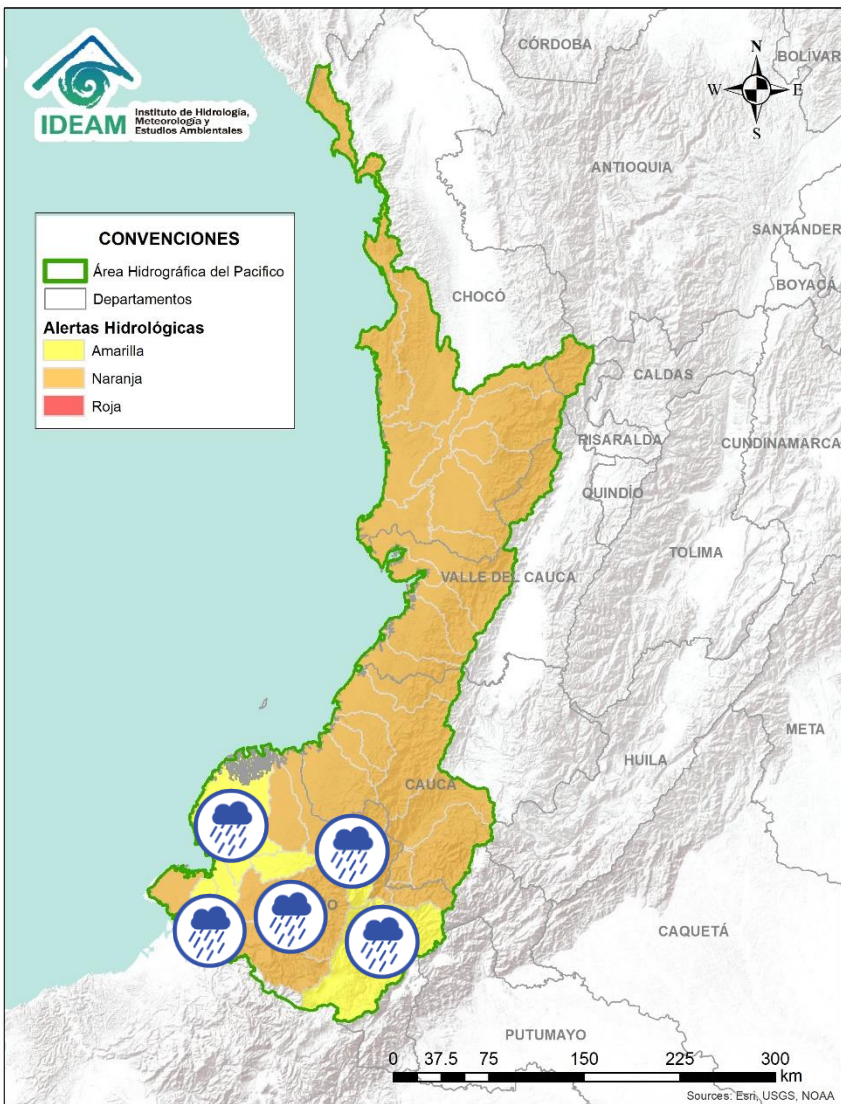 IDEAM
Instituto de Hidrología,
Meteorología y
Estudios Ambientales
CÓRDOBA
BOLÍVAR
N
W
E
S
ANTIOQUIA
SANTANDER
BOYACÁ
CONVENCIONES
Área Hidrográfica del Pacifico
Departamentos
Alertas Hidrológicas
Amarilla
Naranja
Roja
CHOCÓ
CALDAS
RISARALDA
CUNDINAMARCA
QUINDÍO
TOLIMA
VALLE DEL CAUCA
META
HUILA
CAUCA
O
CAQUETÁ
PUTUMAYO
0 37.5 75 150 225 300
km
Sources: Esri, USGS, NOAA